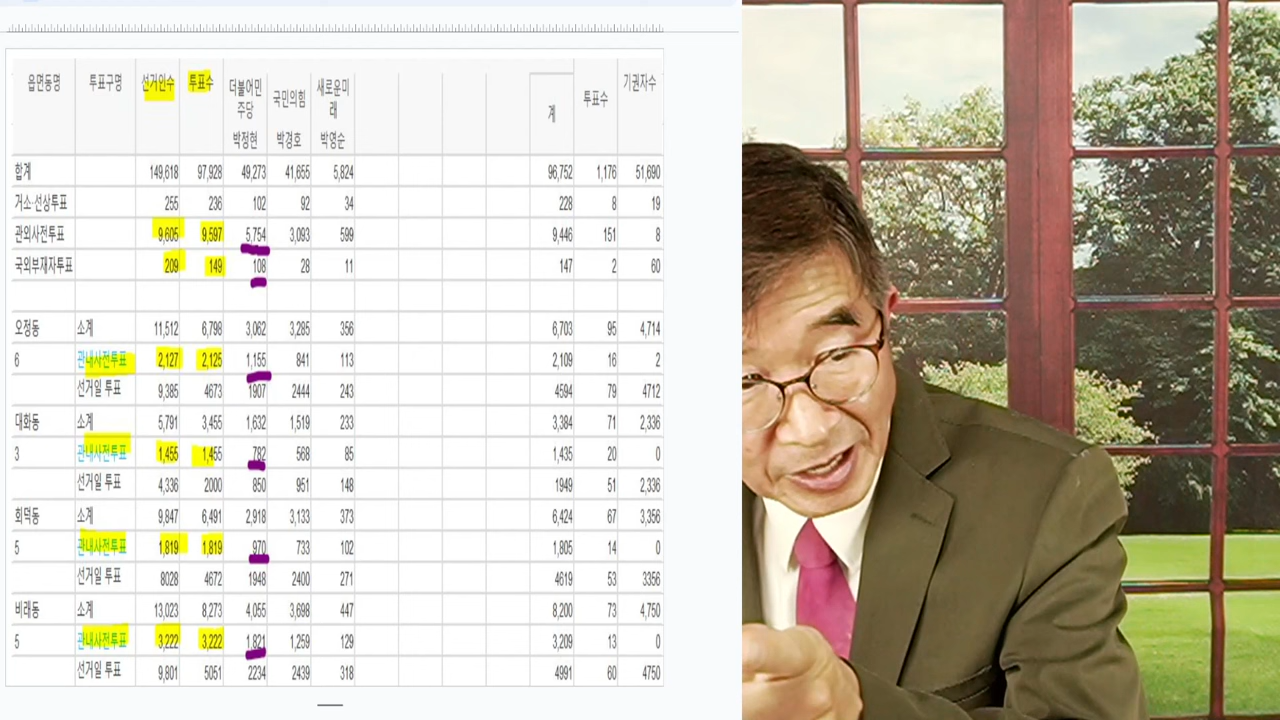 읍면동명 투표구명 선거인수 투표수 더불어민주당 박정현 국민의힘 박경호 새로운미래 박영순 계 투표수 기권자수
합계 149,618 97,928 49,273 41,655 5,824 96,752 1,176 51,690
거소·선상투표 255 236 102 92 34 228 8 19
관외사전투표 9,605 9,597 5,754 3,093 599 9,446 151 8
국외부재자투표 209 149 108 28 11 147 2 60
오정동 소계 11,512 6,798 3,062 3,285 356 6,703 95 4,714
6 관내사전투표 2,127 2,125 1,155 841 113 2,109 16 2
선거일 투표 9,385 4673 1907 2444 243 4594 79 4712
대화동 소계 5,791 3,455 1,632 1,519 233 3,384 71 2,336
3 관내사전투표 1,455 1,455 782 568 85 1,435 20 0
선거일 투표 4,336 2000 850 951 148 1949 51 2,336
회덕동 소계 9,847 6,491 2,918 3,133 373 6,424 67 3,356
5 관내사전투표 1,819 1,819 970 733 102 1,805 14 0
선거일 투표 8028 4672 1948 2400 271 4619 53 3356
비래동 소계 13,023 8,273 4,055 3,698 447 8,200 73 4,750
5 관내사전투표 3,222 3,222 1,821 1,259 129 3,209 13 0
선거일 투표 9,801 5051 2234 2439 318 4991 60 4750